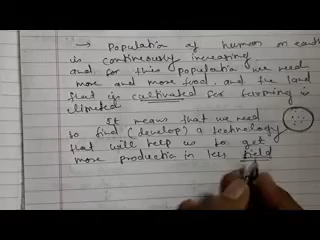 → Population of human on earth
is continuously increasing
and for this population we need
more and more food, and the land
that is cultivated for farming is
limited
It means that we need
to find (develop) a technology
that will help us to get
more production in less field